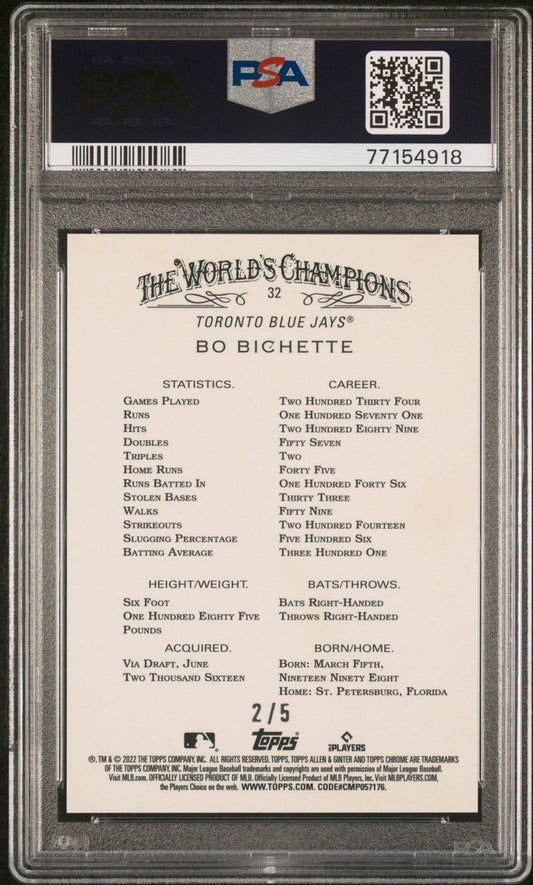 PSA
77154918
THE WORLD'S CHAMPIONS
32
TORONTO BLUE JAYS®
BO BICHETTE
STATISTICS. CAREER.
GAMES PLAYED TWO HUNDRED THIRTY FOUR
RUNS ONE HUNDRED SEVENTY ONE
HITS TWO HUNDRED EIGHTY NINE
DOUBLES FIFTY SEVEN
TRIPLES TWO
HOME RUNS FORTY FIVE
RUNS BATTED IN ONE HUNDRED FORTY SIX
STOLEN BASES THIRTY THREE
WALKS FIFTY NINE
STRIKEOUTS TWO HUNDRED FOURTEEN
SLUGGING PERCENTAGE FIVE HUNDRED SIX
BATTING AVERAGE THREE HUNDRED ONE
HEIGHT/WEIGHT. BATS/THROWS.
SIX FOOT BATS RIGHT-HANDED
ONE HUNDRED EIGHTY FIVE THROWS RIGHT-HANDED
POUNDS
ACQUIRED. BORN/HOME.
VIA DRAFT, JUNE BORN: MARCH FIFTH,
TWO THOUSAND SIXTEEN NINETEEN NINETY EIGHT
HOME: ST. PETERSBURG, FLORIDA
2/5
topps PLAYERS
®, TM & © 2022 THE TOPPS COMPANY, INC. ALL RIGHTS RESERVED. TOPPS, TOPPS ALLEN & GINTER AND TOPPS CHROME ARE TRADEMARKS
OF THE TOPPS COMPANY, INC. Major League Baseball trademarks and copyrights are used with permission of Major League Baseball.
Visit MLB.com. OFFICIALLY LICENSED PRODUCT OF MLB. Officially Licensed Product of MLB Players, Inc. Visit MLBPLAYERS.COM,
the Players Choice on the web. WWW.TOPPS.COM. CODE#CMP057176.
PSA